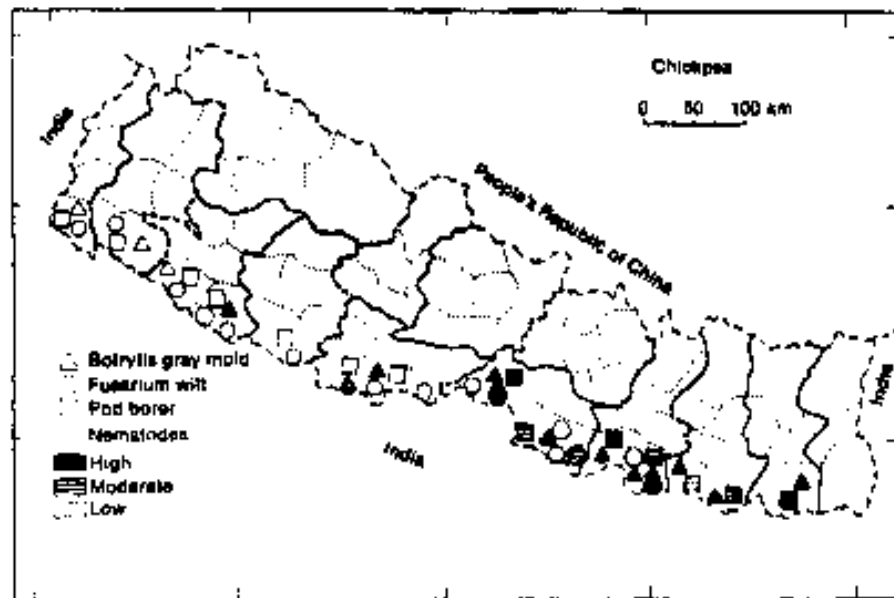 Chickpea
0 50 100 km
India
People's Republic of China
Botrytis gray mold
Fusarium wilt
Pod borer
Nematodes
High
Moderate
Low
India
India